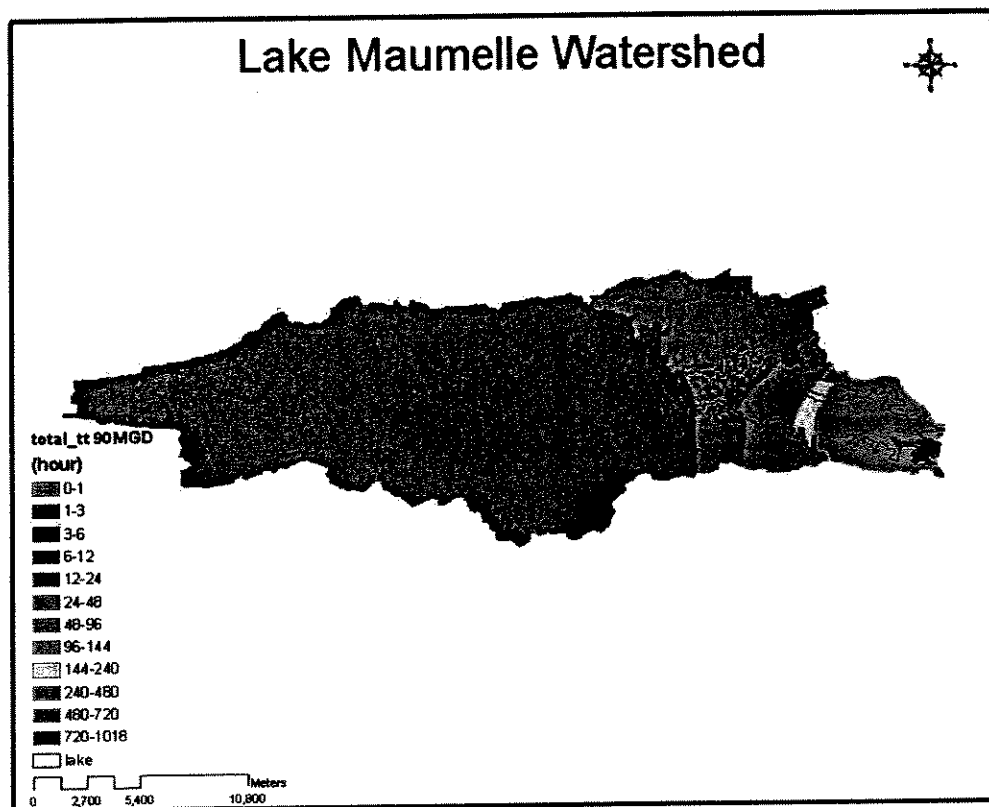 Lake Maumelle Watershed
total_tt 90MGD
(hour)
0-1
1-3
3-6
6-12
12-24
24-48
48-96
96-144
144-240
240-480
480-720
720-1018
lake
Meters
0 2,700 5,400 10,800